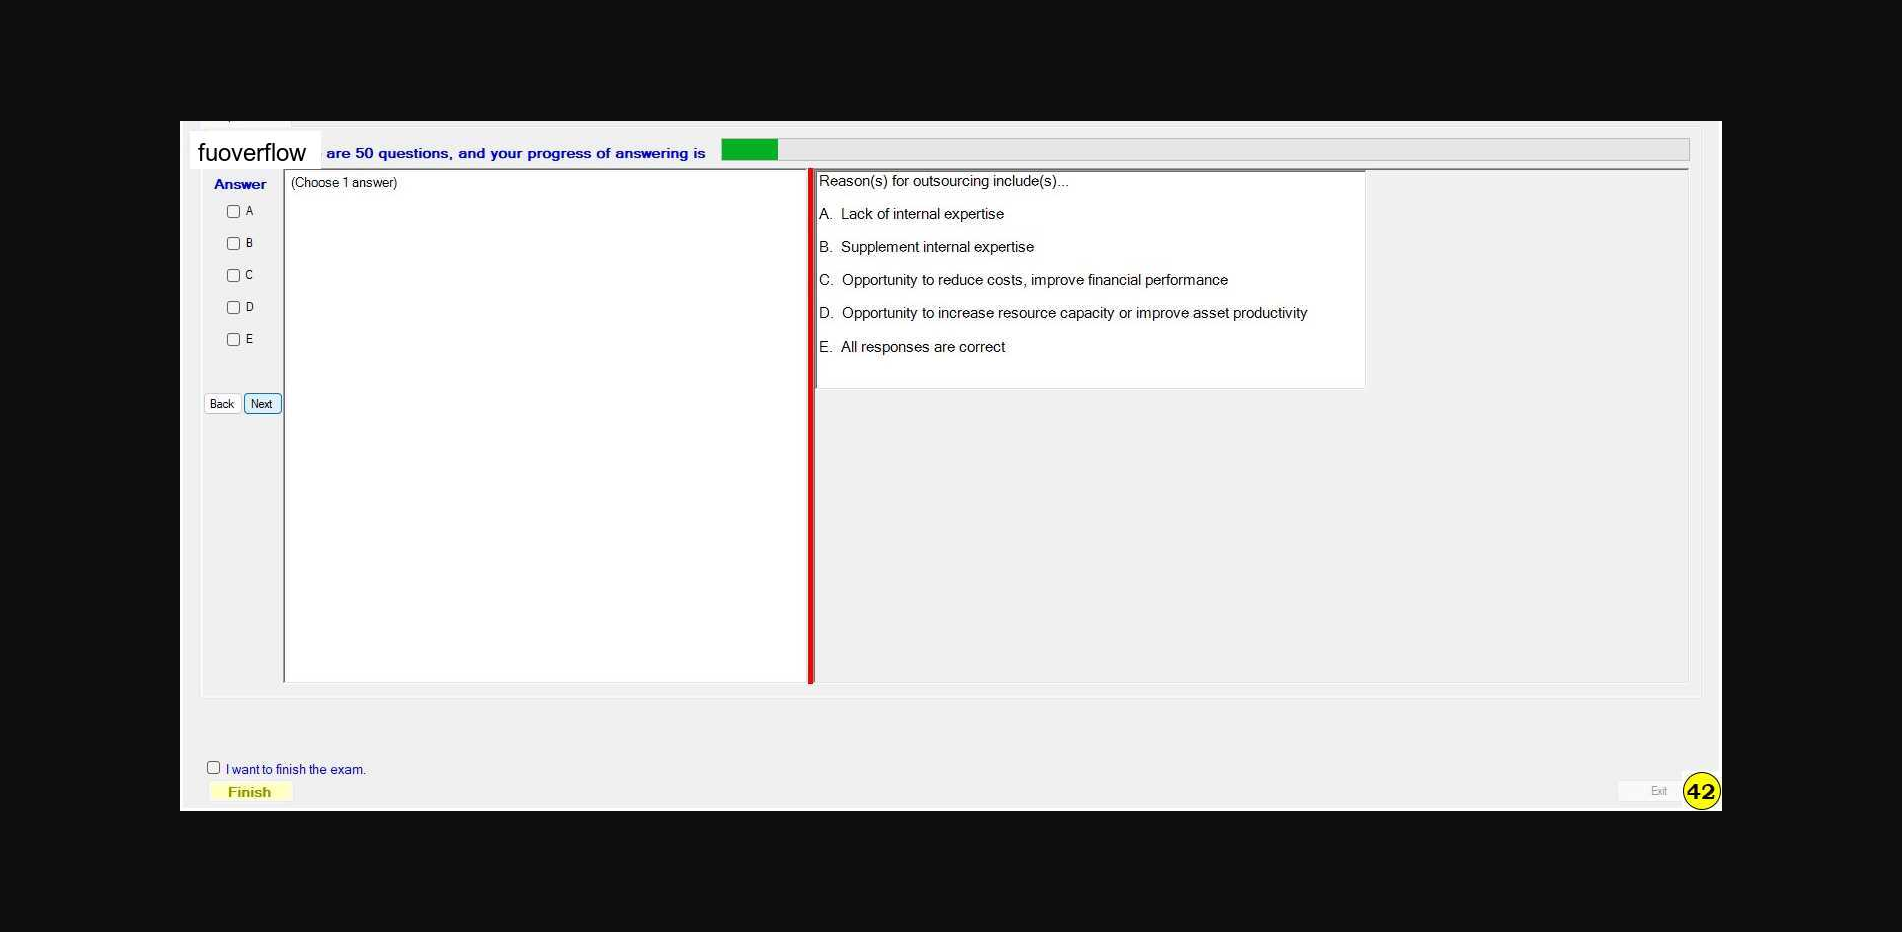 fuoverflow are 50 questions, and your progress of answering is
Answer
(Choose 1 answer)
A
B
C
D
E
Back Next
Reason(s) for outsourcing include(s)...
A. Lack of internal expertise
B. Supplement internal expertise
C. Opportunity to reduce costs, improve financial performance
D. Opportunity to increase resource capacity or improve asset productivity
E. All responses are correct
I want to finish the exam.
Finish
Exit
42